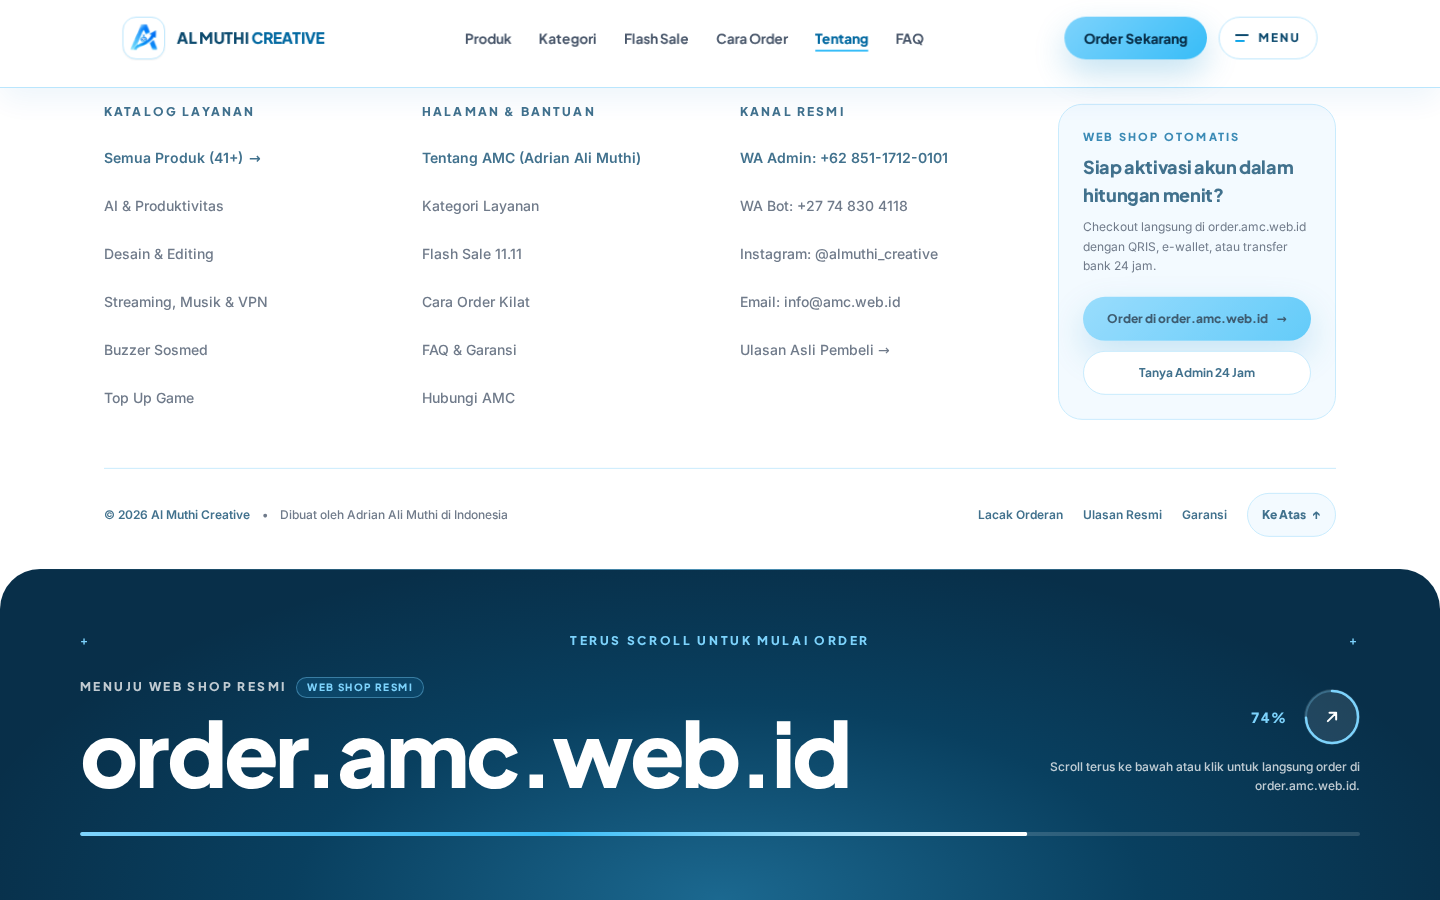 AL MUTHI CREATIVE
Produk
Kategori
Flash Sale
Cara Order
Tentang
FAQ
Order Sekarang
MENU
KATALOG LAYANAN
Semua Produk (41+) →
AI & Produktivitas
Desain & Editing
Streaming, Musik & VPN
Buzzer Sosmed
Top Up Game
HALAMAN & BANTUAN
Tentang AMC (Adrian Ali Muthi)
Kategori Layanan
Flash Sale 11.11
Cara Order Kilat
FAQ & Garansi
Hubungi AMC
KANAL RESMI
WA Admin: +62 851-1712-0101
WA Bot: +27 74 830 4118
Instagram: @almuthi_creative
Email: info@amc.web.id
Ulasan Asli Pembeli →
WEB SHOP OTOMATIS
Siap aktivasi akun dalam
hitungan menit?
Checkout langsung di order.amc.web.id
dengan QRIS, e-wallet, atau transfer
bank 24 jam.
Order di order.amc.web.id →
Tanya Admin 24 Jam
© 2026 Al Muthi Creative • Dibuat oleh Adrian Ali Muthi di Indonesia
Lacak Orderan
Ulasan Resmi
Garansi
Ke Atas ↑
+ TERUS SCROLL UNTUK MULAI ORDER +
MENUJU WEB SHOP RESMI
WEB SHOP RESMI
order.amc.web.id
74%
Scroll terus ke bawah atau klik untuk langsung order di
order.amc.web.id.